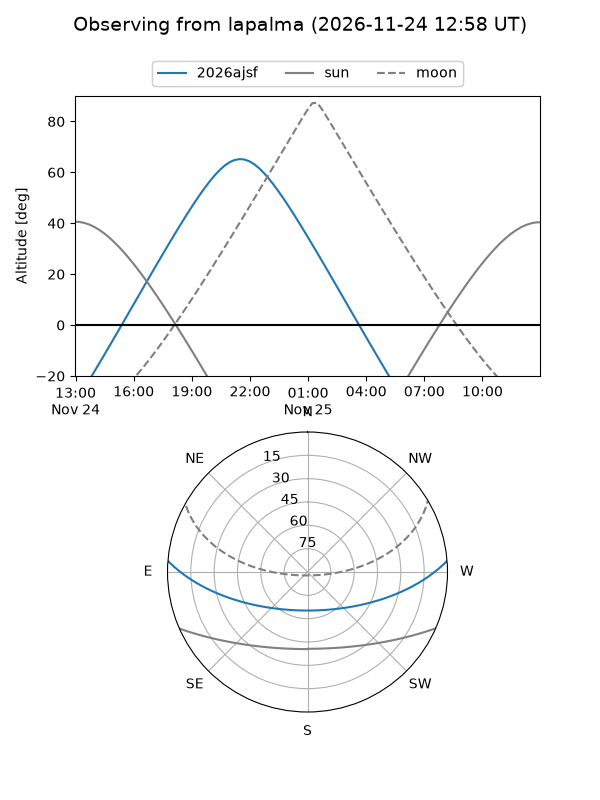 Observing from lapalma (2026-11-24 12:58 UT)
2026ajsf sun moon
80
60
40
20
0
−20
Altitude [deg]
13:00 16:00 19:00 22:00 01:00 04:00 07:00 10:00
Nov 24 Nov 25
N
NE NW
15
30
45
60
75
E W
SE SW
S